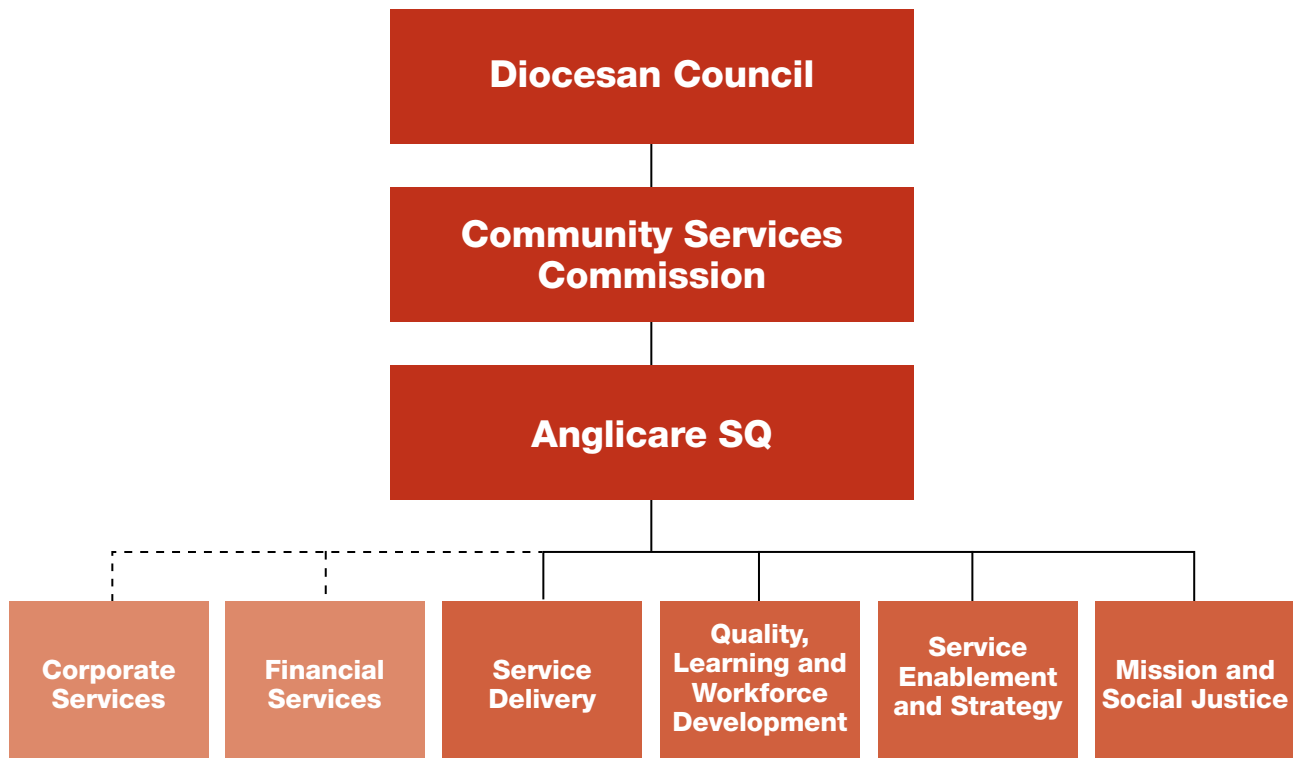 Diocesan Council
Community Services
Commission
Anglicare SQ
Corporate
Services
Financial
Services
Service
Delivery
Quality,
Learning and
Workforce
Development
Service
Enablement
and Strategy
Mission and
Social Justice